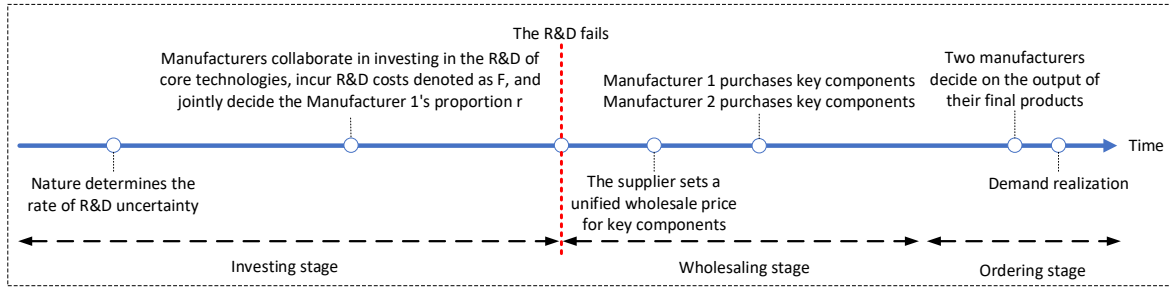 The R&D fails
Manufacturers collaborate in investing in the R&D of
core technologies, incur R&D costs denoted as F, and
jointly decide the Manufacturer 1's proportion r
Manufacturer 1 purchases key components
Manufacturer 2 purchases key components
Two manufacturers
decide on the output of
their final products
Time
Nature determines the
rate of R&D uncertainty
The supplier sets a
unified wholesale price
for key components
Demand realization
Investing stage
Wholesaling stage
Ordering stage